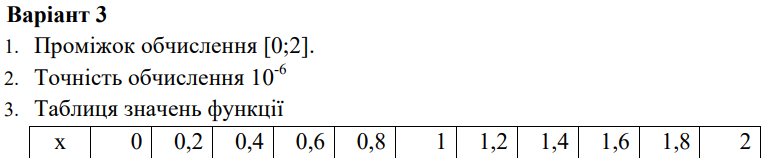 Варіант 3
1. Проміжок обчислення [0;2].
2. Точність обчислення 10⁻⁶
3. Таблиця значень функції
x 0 0,2 0,4 0,6 0,8 1 1,2 1,4 1,6 1,8 2